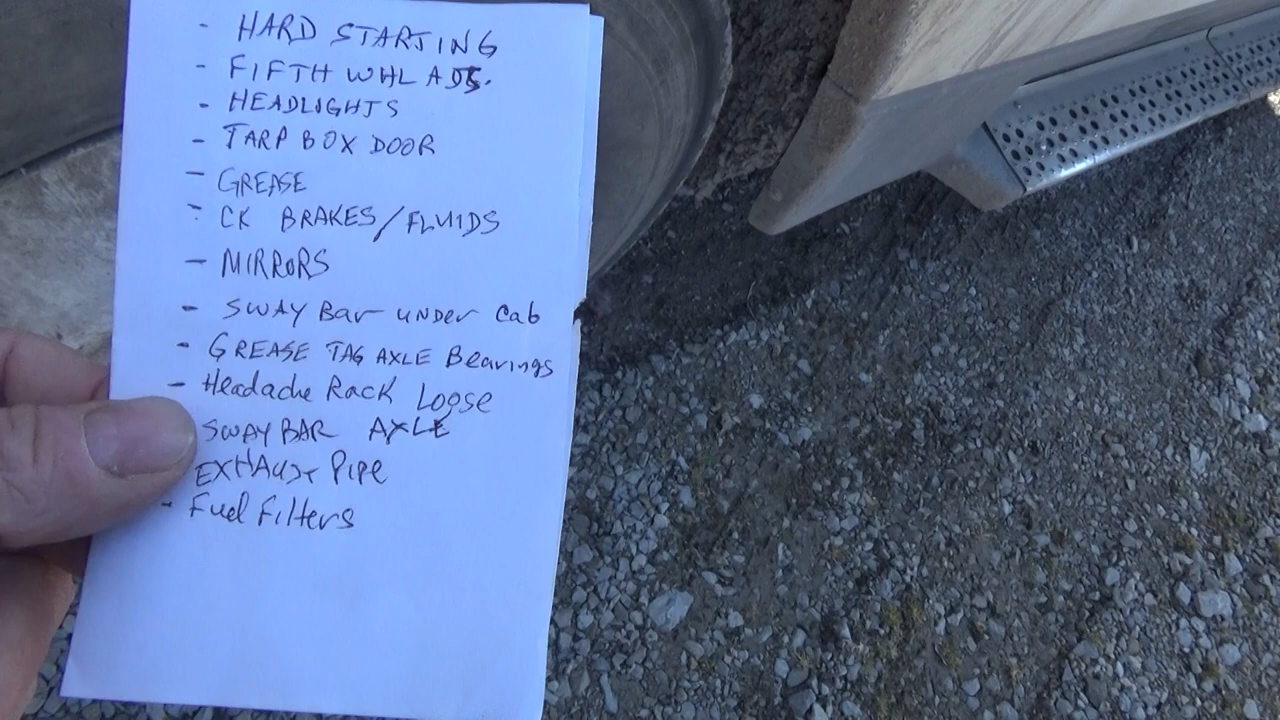 - HARD STARTING
- FIFTH WHL ADJ.
- HEADLIGHTS
- TARP BOX DOOR
- GREASE
- CK BRAKES/FLUIDS
- MIRRORS
- SWAY Bar UNDer Cab
- GREASE TAG AXLE Bearings
- Headache Rack Loose
SWAY BAR AXLE
EXHAUST PIPE
- Fuel Filters